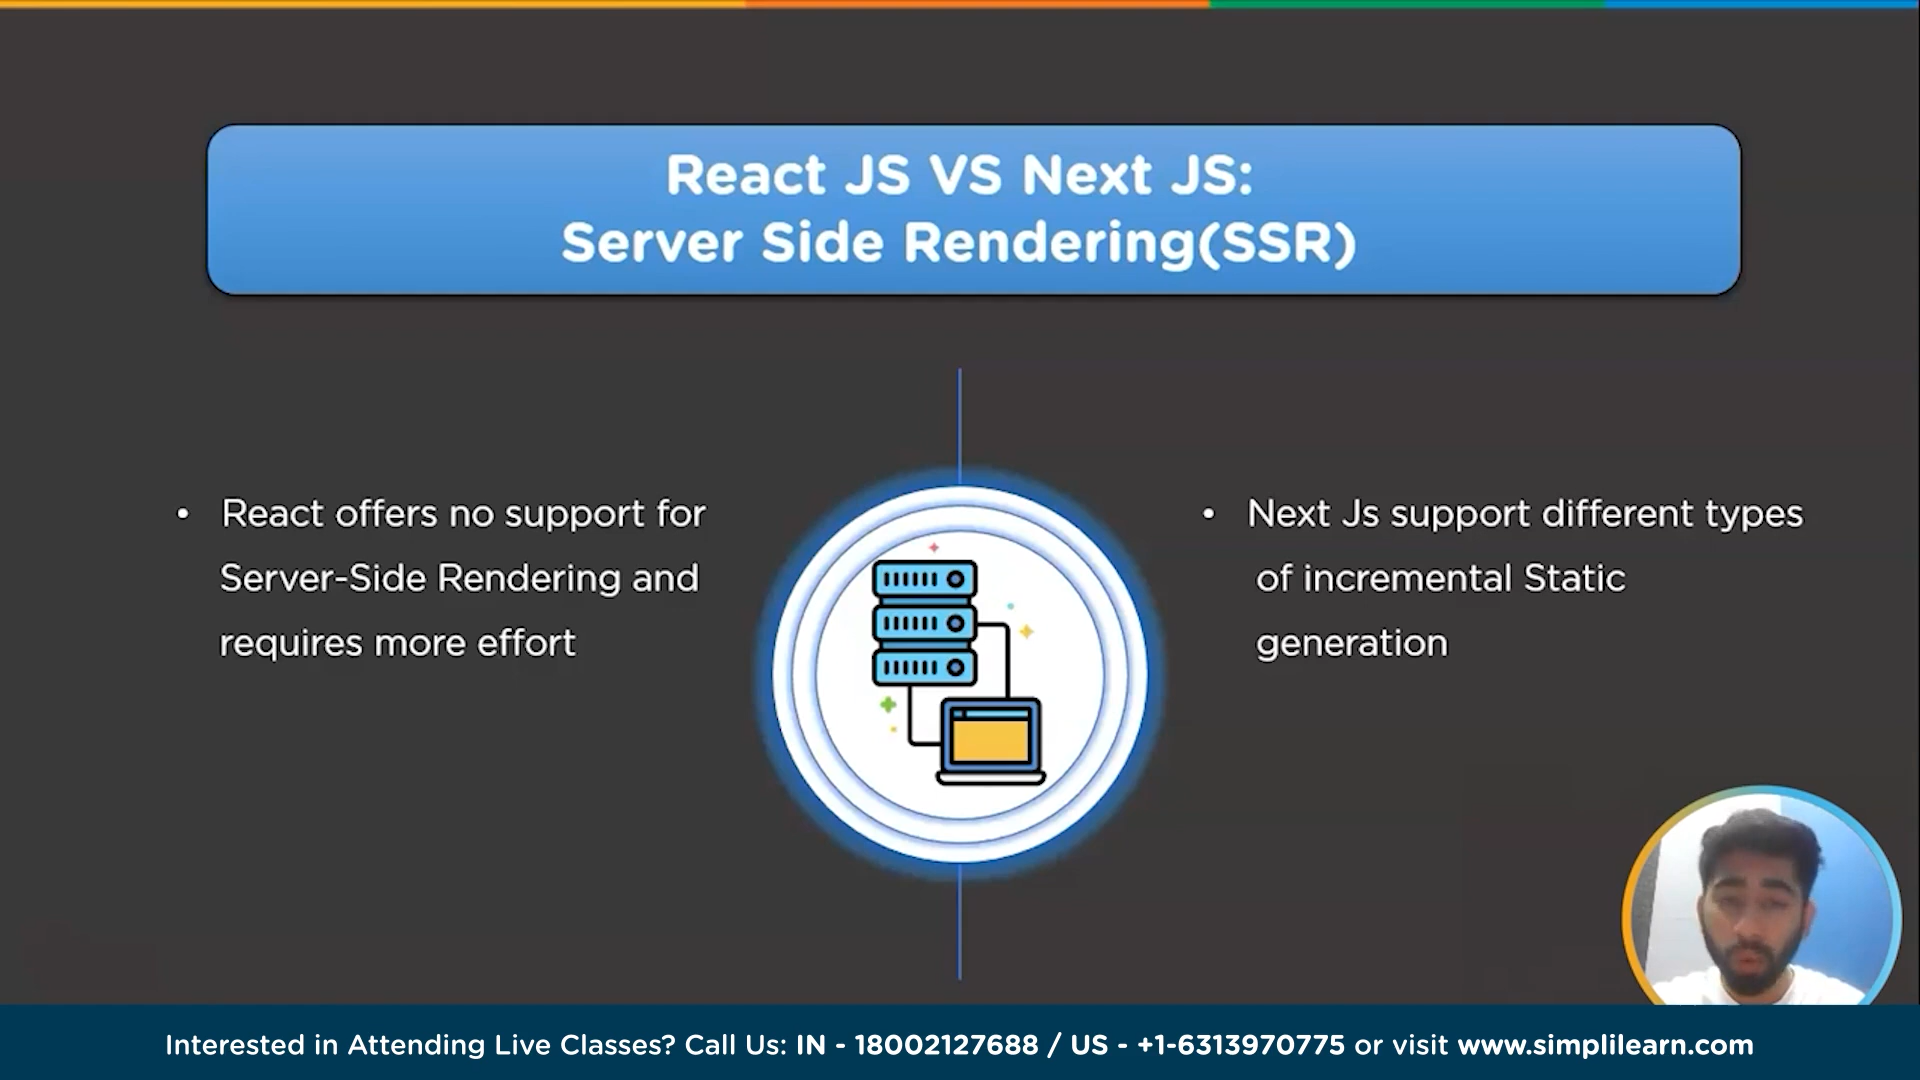 React JS VS Next JS:
Server Side Rendering(SSR)
• React offers no support for
Server-Side Rendering and
requires more effort
• Next Js support different types
of incremental Static
generation
Interested in Attending Live Classes? Call Us: IN - 18002127688 / US - +1-6313970775 or visit www.simplilearn.com